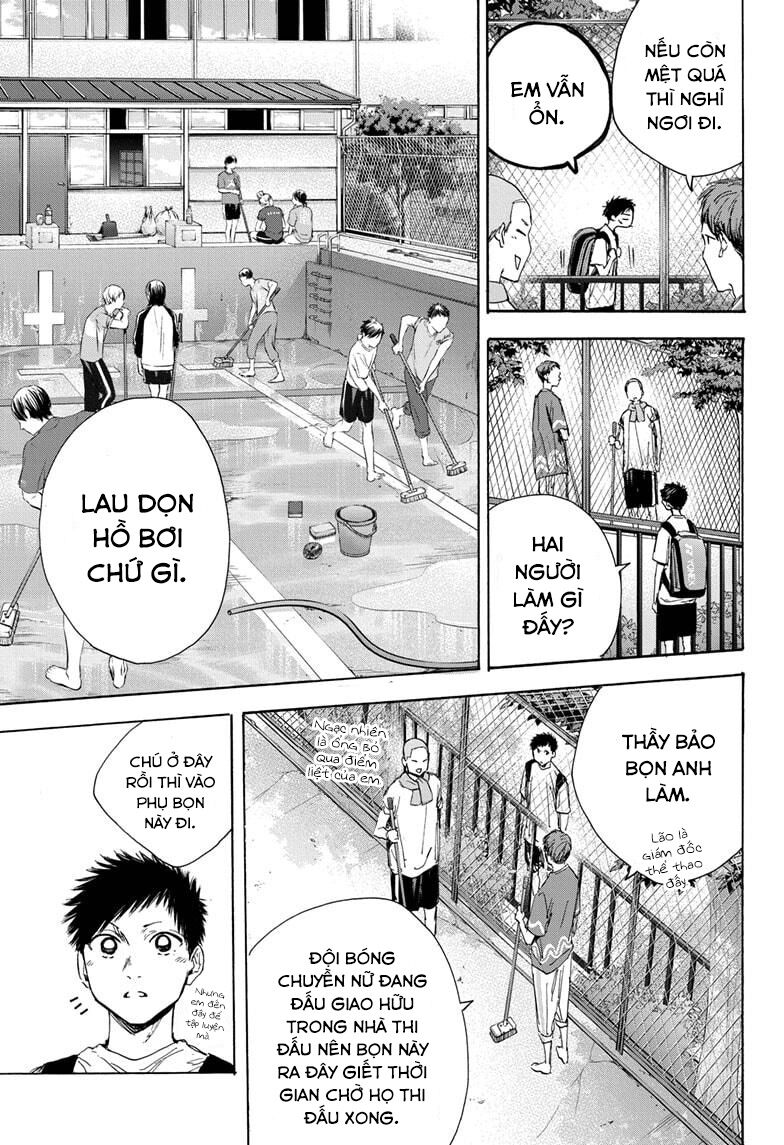 NẾU CÒN
MỆT QUÁ
THÌ NGHỈ
NGƠI ĐI.
EM VẪN
ỔN.
HAI
NGƯỜI
LÀM GÌ
ĐẤY?
YONEX
LAU DỌN
HỒ BƠI
CHỨ GÌ.
THẦY BẢO
BỌN ANH
LÀM.
Lão là
Giám đốc
thể thao
đấy
Ngạc nhiên
là ổng bỏ
qua điểm
liệt của em
ĐỘI BÓNG
CHUYỀN NỮ ĐANG
ĐẤU GIAO HỮU
TRONG NHÀ THI
ĐẤU NÊN BỌN NÀY
RA ĐÂY GIẾT THỜI
GIAN CHỜ HỌ THI
ĐẤU XONG.
CHÚ Ở ĐÂY
RỒI THÌ VÀO
PHỤ BỌN
NÀY ĐI.
Nhưng
em đến
đây để
tập luyện
mà